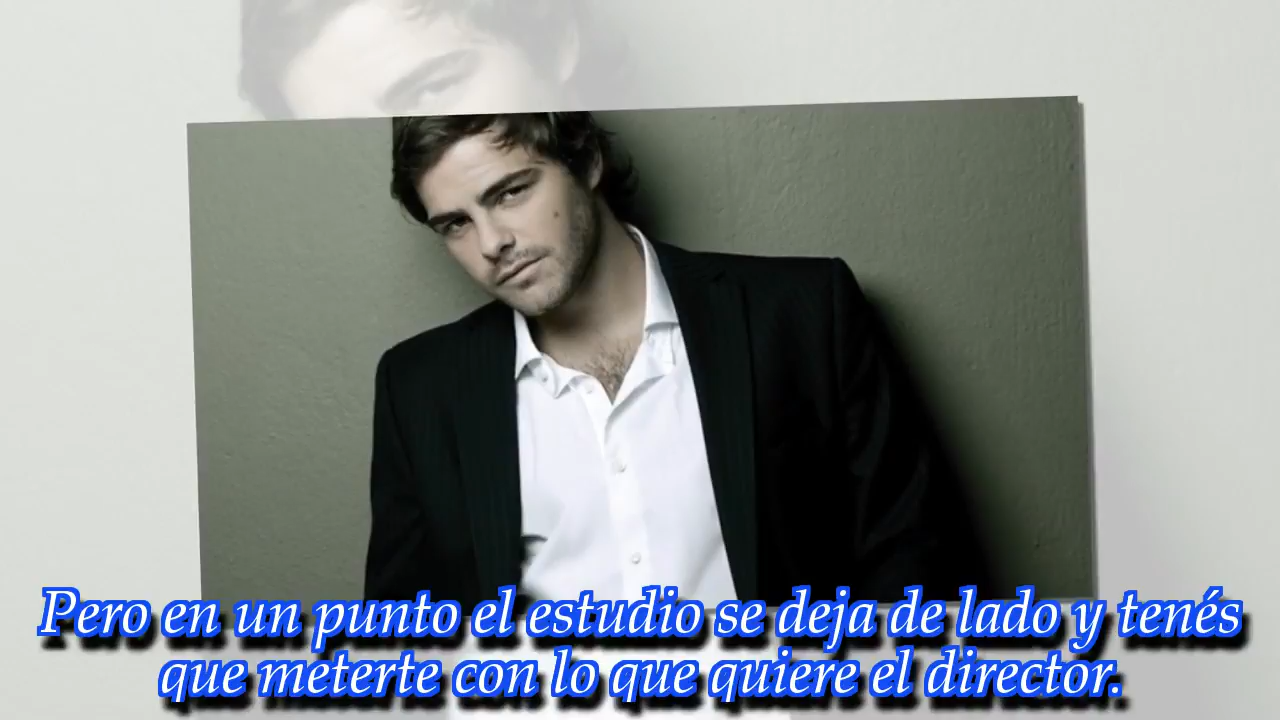 Pero en un punto el estudio se deja de lado y tenés
que meterte con lo que quiere el director.